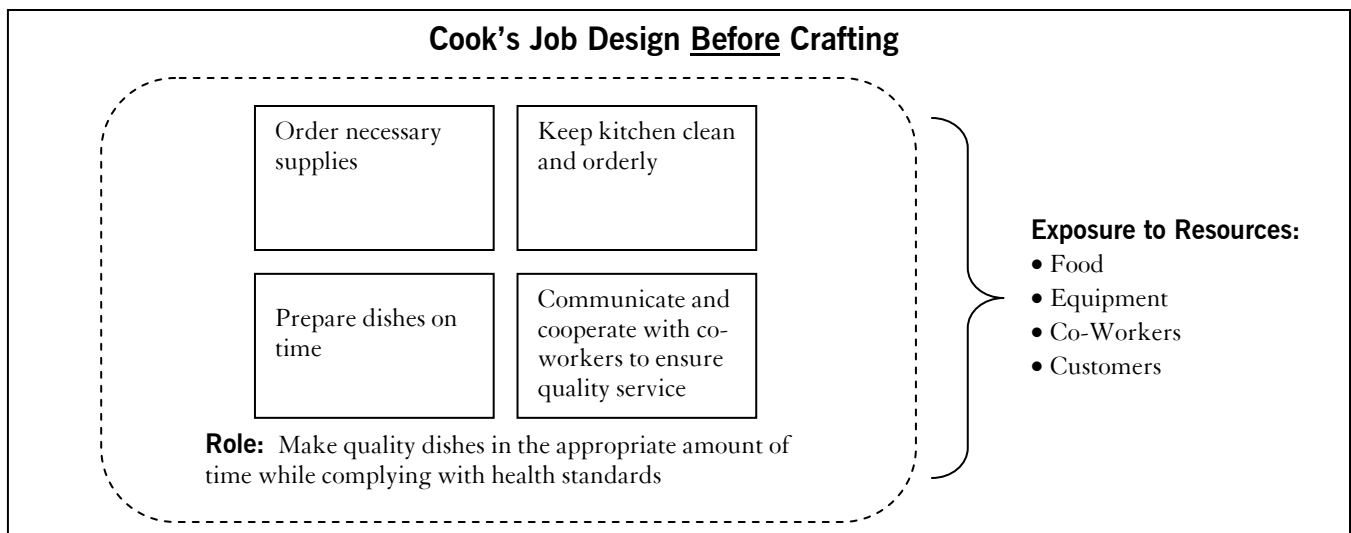 Cook's Job Design Before Crafting
Order necessary
supplies
Keep kitchen clean
and orderly
Prepare dishes on
time
Communicate and
cooperate with co-
workers to ensure
quality service
Role: Make quality dishes in the appropriate amount of
time while complying with health standards
Exposure to Resources:
• Food
• Equipment
• Co-Workers
• Customers